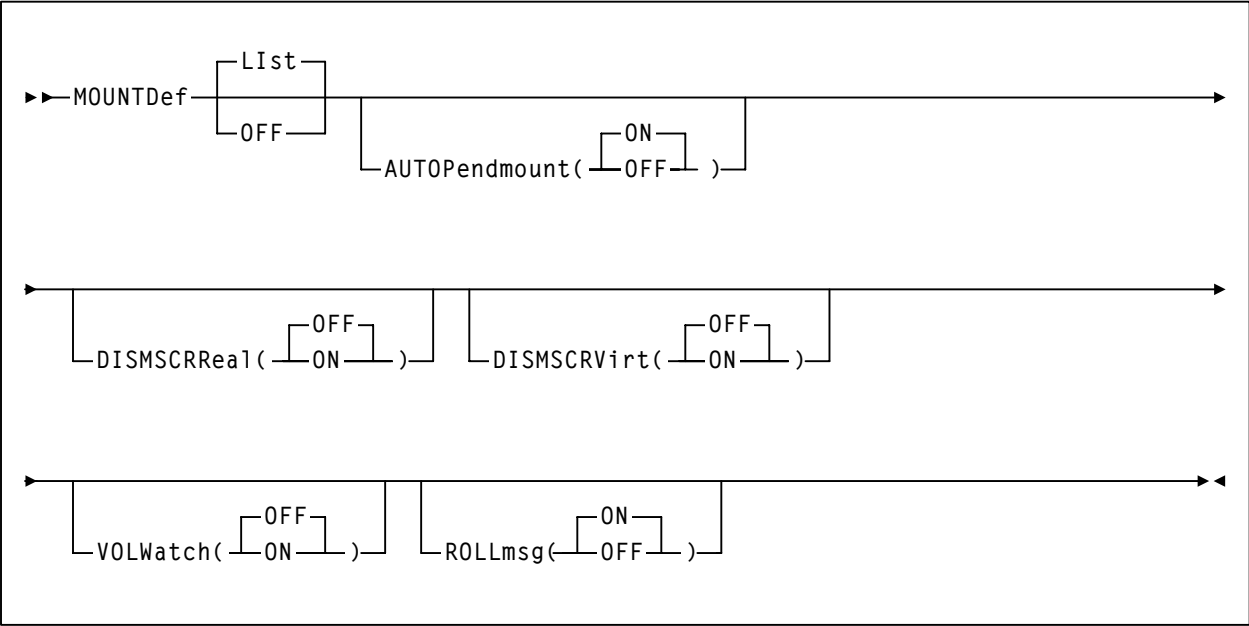 LIst
MOUNTDef
OFF
ON
AUTOPendmount( OFF )
OFF OFF
DISMSCRReal( ON ) DISMSCRVirt( ON )
OFF ON
VOLWatch( ON ) ROLLmsg( OFF )